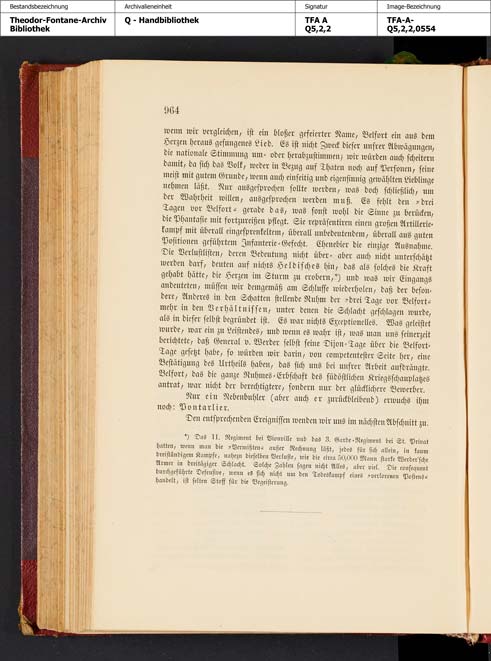 Bestandsbezeichnung Archivalieneinheit Signatur Image-Bezeichnung
Theodor-Fontane-Archiv Q - Handbibliothek TFA A TFA-A-
Bibliothek Q5,2,2 Q5,2,2,0554
964
wenn wir vergleichen, ist ein bloßer gefeierter Name, Belfort ein aus dem
Herzen heraus gesungenes Lied. Es ist nicht Zweck dieser unsrer Abwägungen,
die nationale Stimmung um- oder herabzustimmen; wir würden auch scheitern
damit, da sich das Volk, weder in Bezug auf Thaten noch auf Personen, seine
meist mit gutem Grunde, wenn auch einseitig und eigensinnig gewählten Lieblinge
nehmen läßt. Nur ausgesprochen sollte werden, was doch schließlich, um
der Wahrheit willen, ausgesprochen werden muß. Es fehlt den »drei
Tagen vor Belfort« gerade das, was sonst wohl die Sinne zu berücken,
die Phantasie mit fortzureißen pflegt. Sie repräsentiren einen großen Artillerie-
kampf mit überall eingesprenkeltem, überall unbedeutendem, überall aus guten
Positionen geführtem Infanterie-Gefecht. Chenebier die einzige Ausnahme.
Die Verlustlisten, deren Bedeutung nicht über- aber auch nicht unterschätzt
werden darf, deuten auf nichts Heldisches hin, das als solches die Kraft
gehabt hätte, die Herzen im Sturm zu erobern,*) und was wir Eingangs
andeuteten, müssen wir demgemäß am Schlusse wiederholen, daß der beson-
dere, Anderes in den Schatten stellende Ruhm der »drei Tage vor Belfort«
mehr in den Verhältnissen, unter denen die Schlacht geschlagen wurde,
als in dieser selbst begründet ist. Es war nichts Exzeptionelles. Was geleistet
wurde, war ein zu Leistendes, und wenn es wahr ist, was man uns seinerzeit
berichtete, daß General v. Werder selbst seine Dijon-Tage über die Belfort-
Tage gesetzt habe, so würden wir darin, von competentester Seite her, eine
Bestätigung des Urtheils haben, das sich uns bei unsrer Arbeit aufdrängte.
Belfort, das die ganze Ruhmes-Erbschaft des südöstlichen Kriegsschauplatzes
antrat, war nicht der berechtigtere, sondern nur der glücklichere Bewerber.
Nur ein Nebenbuhler (aber auch er zurückbleibend) erwuchs ihm
noch: Pontarlier.
Den entsprechenden Ereignissen wenden wir uns im nächsten Abschnitt zu.
*) Das 11. Regiment bei Vionville und das 3. Garde-Regiment bei St. Privat
hatten, wenn man die »Vermißten« außer Rechnung läßt, jedes für sich allein, in kaum
dreistündigem Kampfe, nahezu dieselben Verluste, wie die etwa 50,000 Mann starke Werder'sche
Armee in dreitägiger Schlacht. Solche Zahlen sagen nicht Alles, aber viel. Die consequent
durchgeführte Defensive, wenn es sich nicht um den Todeskampf eines »verlorenen Postens«
handelt, ist selten Stoff für die Begeisterung.